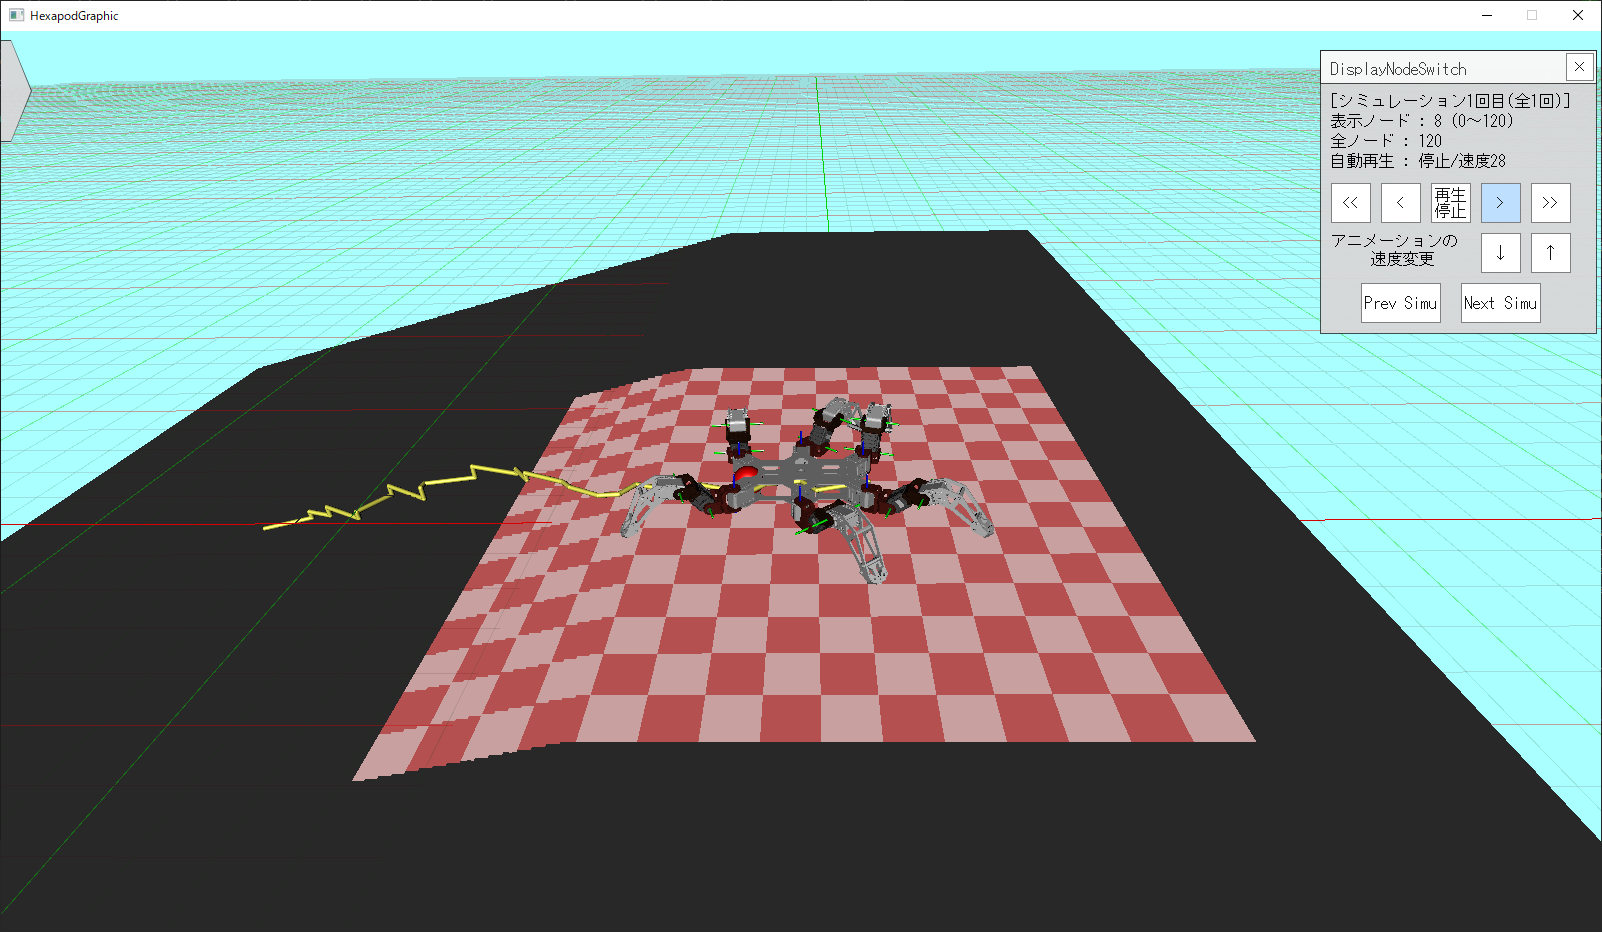 HexapodGraphic
DisplayNodeSwitch
[シミュレーション1回目(全1回)]
表示ノード : 8 (0～120)
全ノード : 120
自動再生 : 停止/速度28
<< < 再生 > >>
停止
アニメーションの ↓ ↑
速度変更
Prev Simu Next Simu